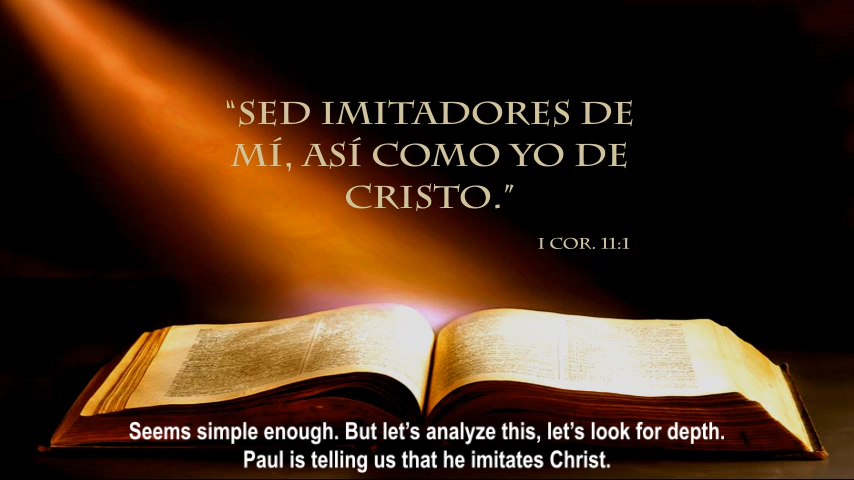 “SED IMITADORES DE
MÍ, ASÍ COMO YO DE
CRISTO.”
I COR. 11:1
Seems simple enough. But let’s analyze this, let’s look for depth.
Paul is telling us that he imitates Christ.